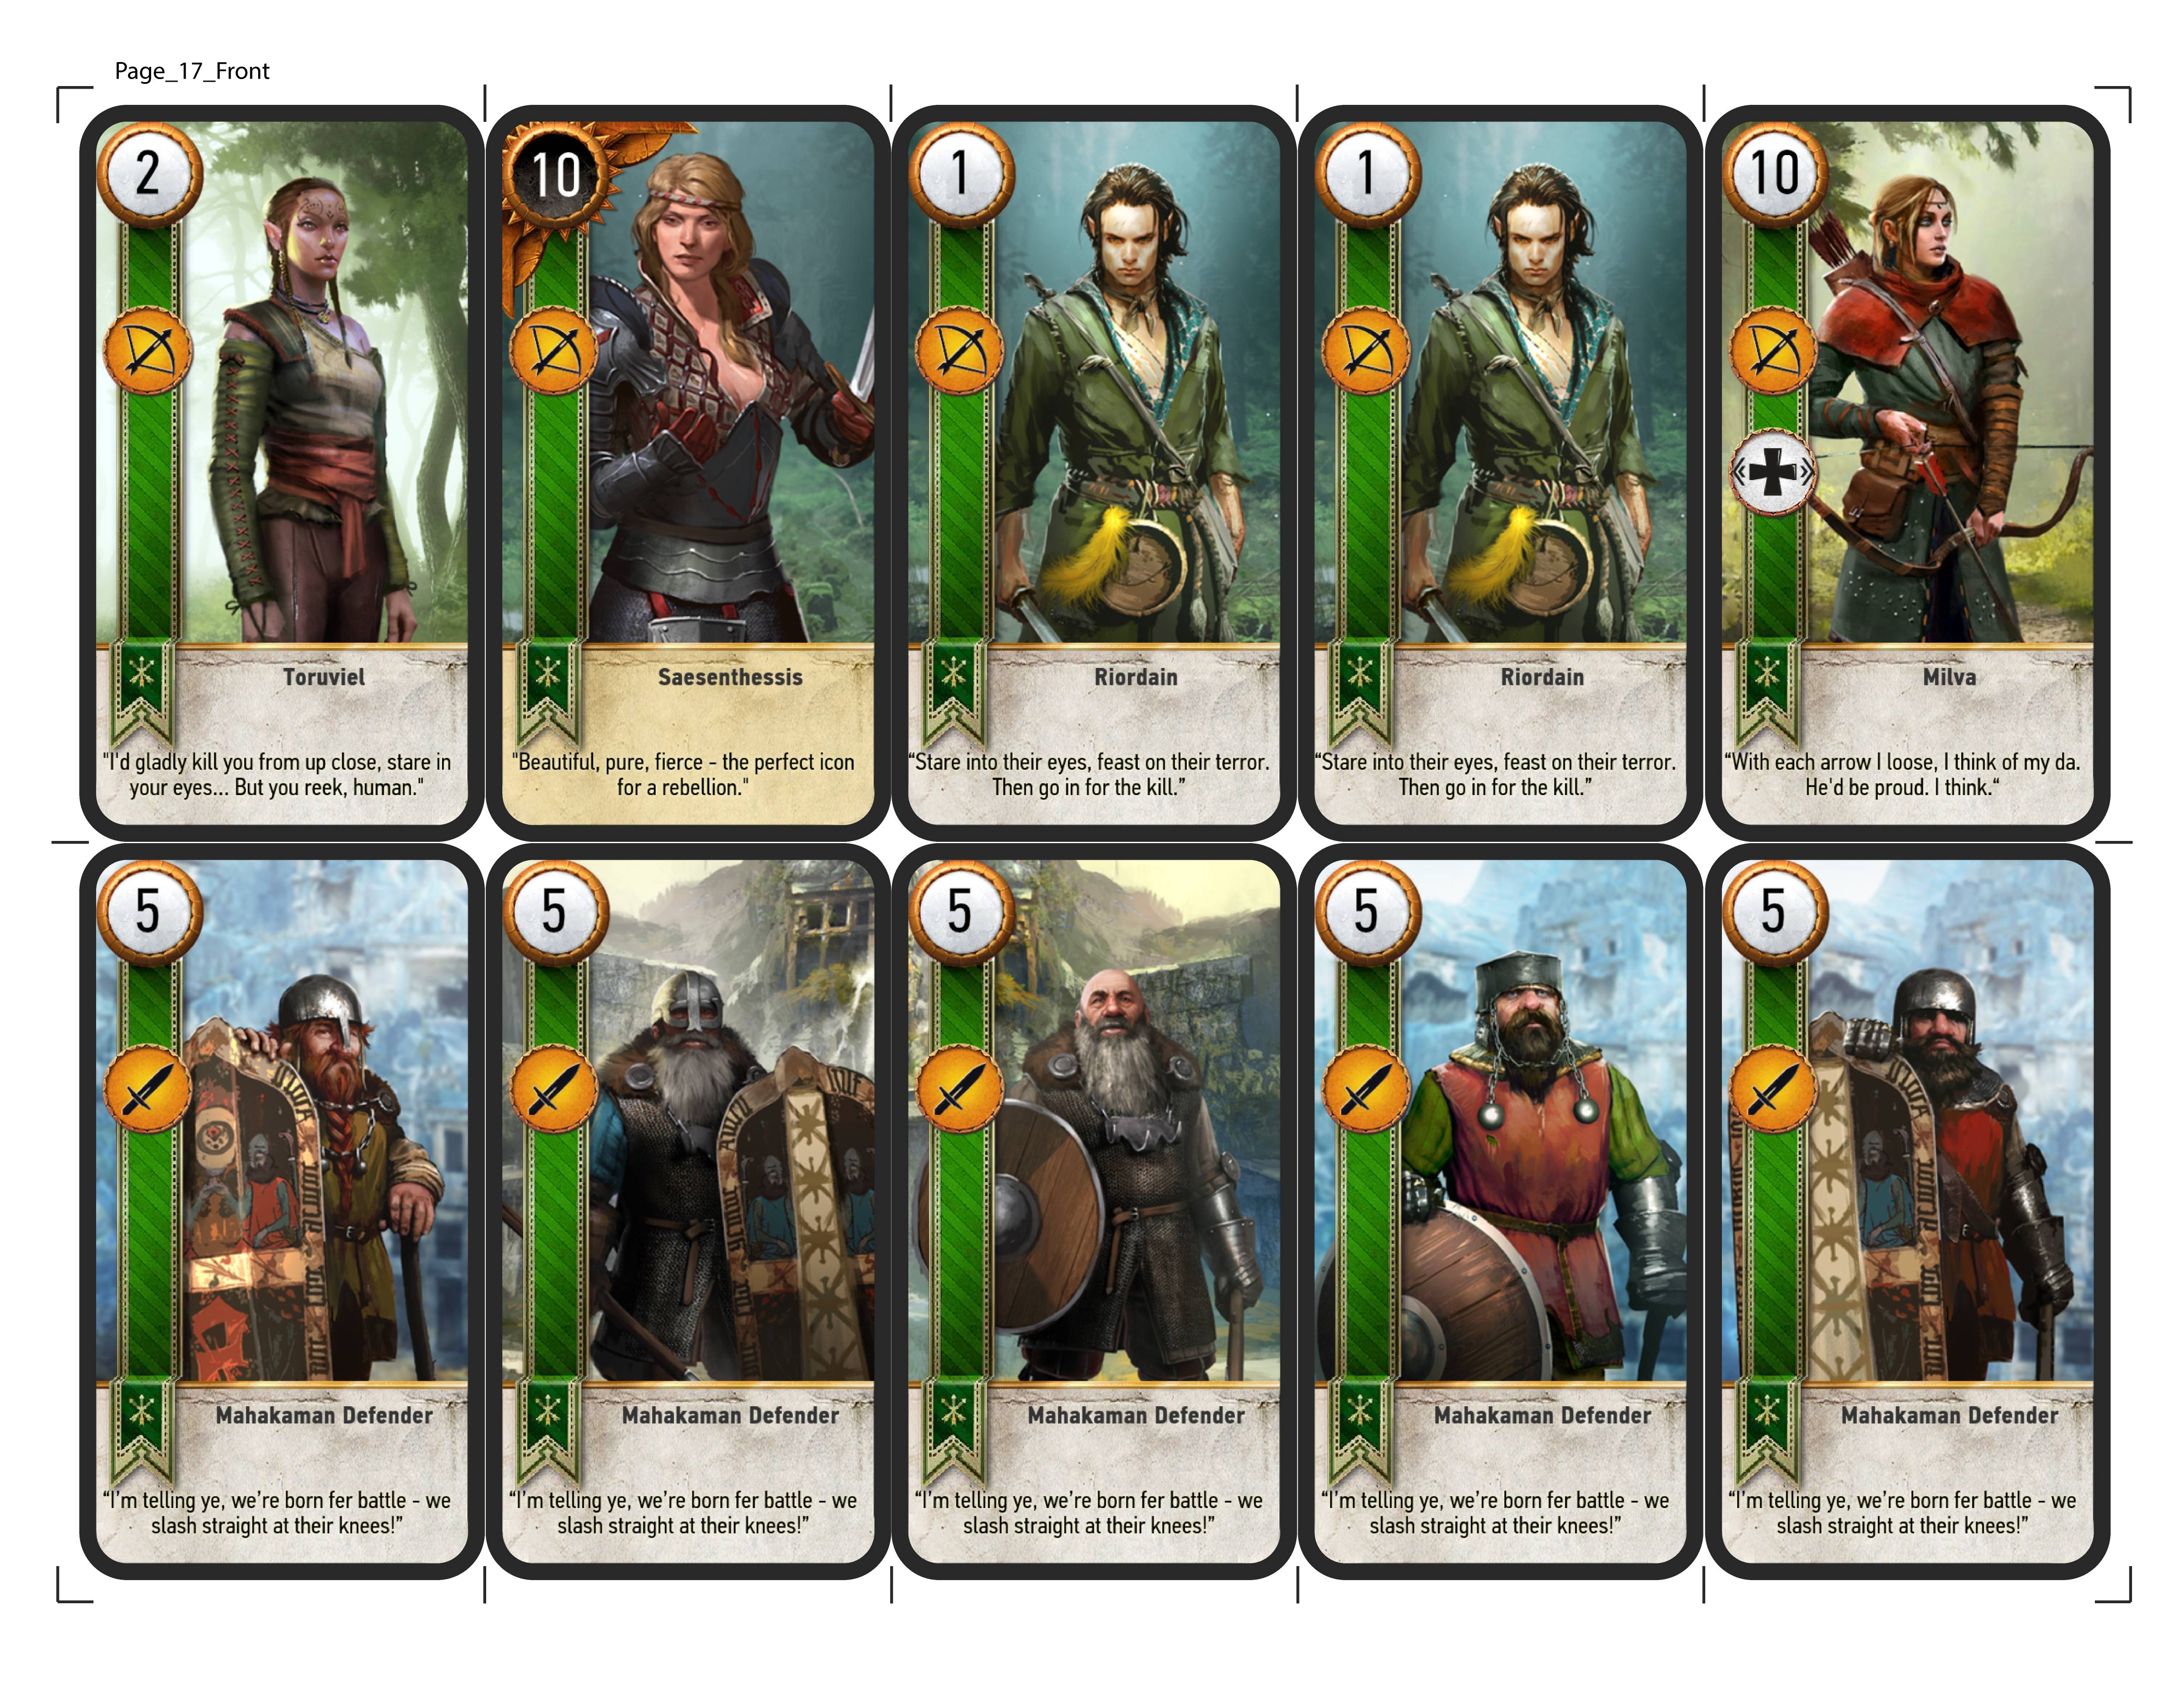 Page_17_Front
2
Toruviel
"I'd gladly kill you from up close, stare in
your eyes... But you reek, human."
10
Saesenthessis
"Beautiful, pure, fierce - the perfect icon
for a rebellion."
1
Riordain
“Stare into their eyes, feast on their terror.
Then go in for the kill.”
1
Riordain
“Stare into their eyes, feast on their terror.
Then go in for the kill.”
10
Milva
“With each arrow I loose, I think of my da.
He'd be proud. I think.“
5
Mahakaman Defender
“I’m telling ye, we’re born fer battle - we
slash straight at their knees!”
5
Mahakaman Defender
“I’m telling ye, we’re born fer battle - we
slash straight at their knees!”
5
Mahakaman Defender
“I’m telling ye, we’re born fer battle - we
slash straight at their knees!”
5
Mahakaman Defender
“I’m telling ye, we’re born fer battle - we
slash straight at their knees!”
5
Mahakaman Defender
“I’m telling ye, we’re born fer battle - we
slash straight at their knees!”